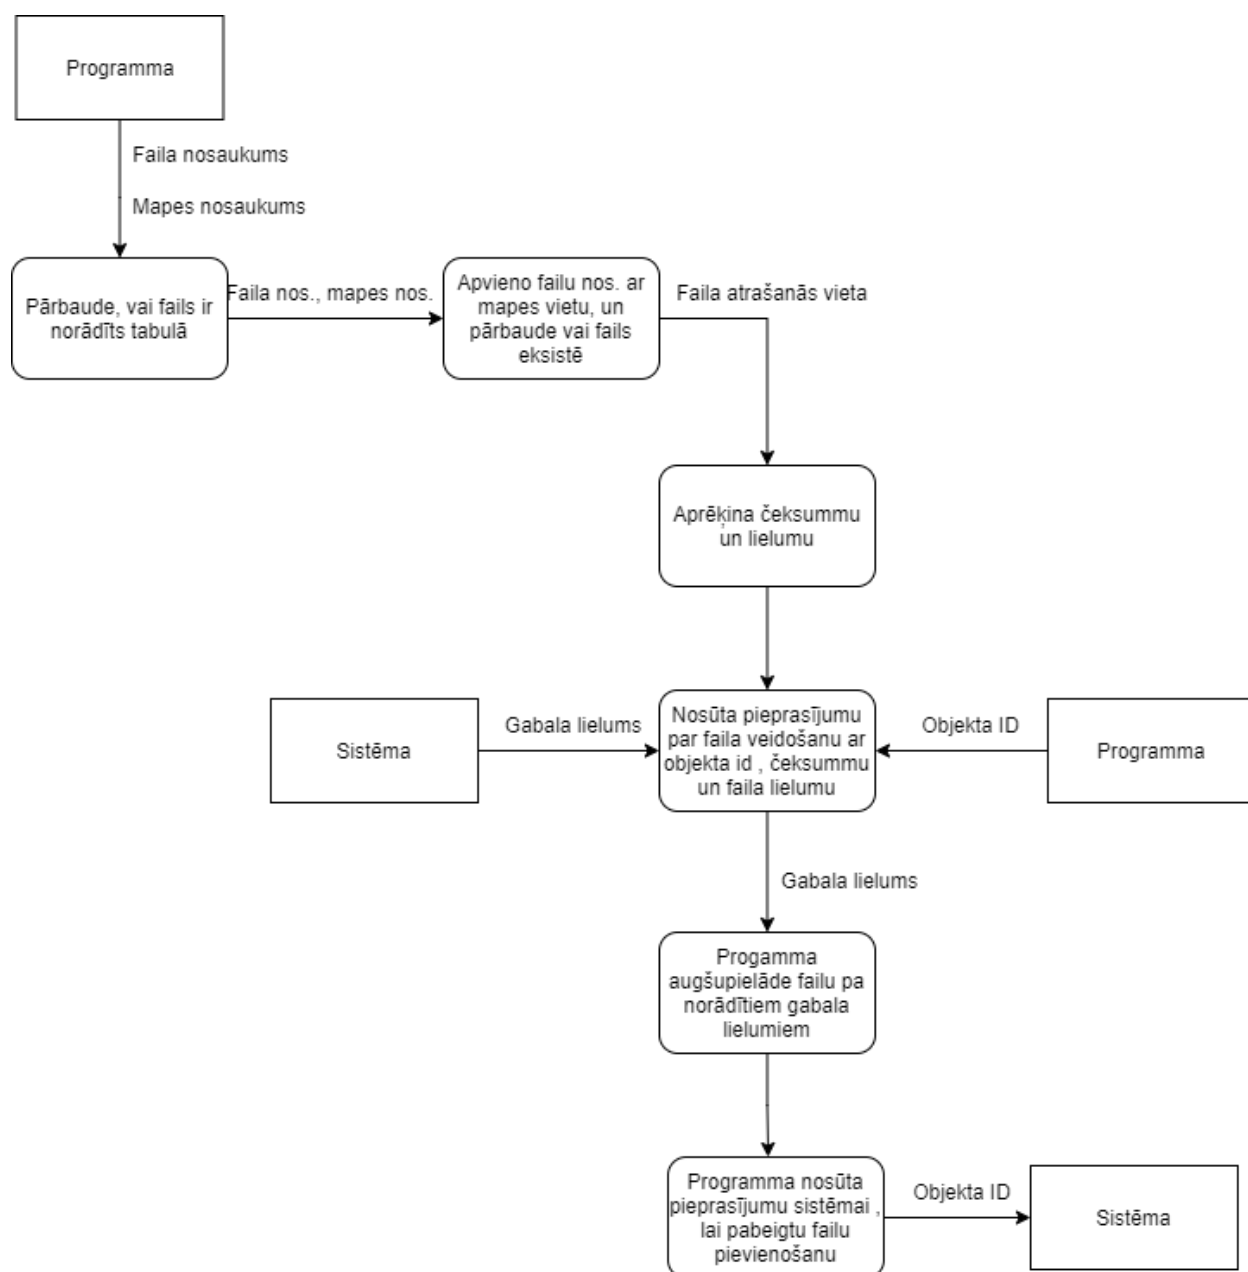 Programma
Faila nosaukums
Mapes nosaukums
Pārbaude, vai fails ir
norādīts tabulā
Faila nos., mapes nos.
Apvieno failu nos. ar
mapes vietu, un
pārbaude vai fails
eksistē
Faila atrašanās vieta
Aprēķina čeksummu
un lielumu
Sistēma
Gabala lielums
Nosūta pieprasījumu
par faila veidošanu ar
objekta id , čeksummu
un faila lielumu
Objekta ID
Programma
Gabala lielums
Progamma
augšupielāde failu pa
norādītiem gabala
lielumiem
Programma nosūta
pieprasījumu sistēmai ,
lai pabeigtu failu
pievienošanu
Objekta ID
Sistēma